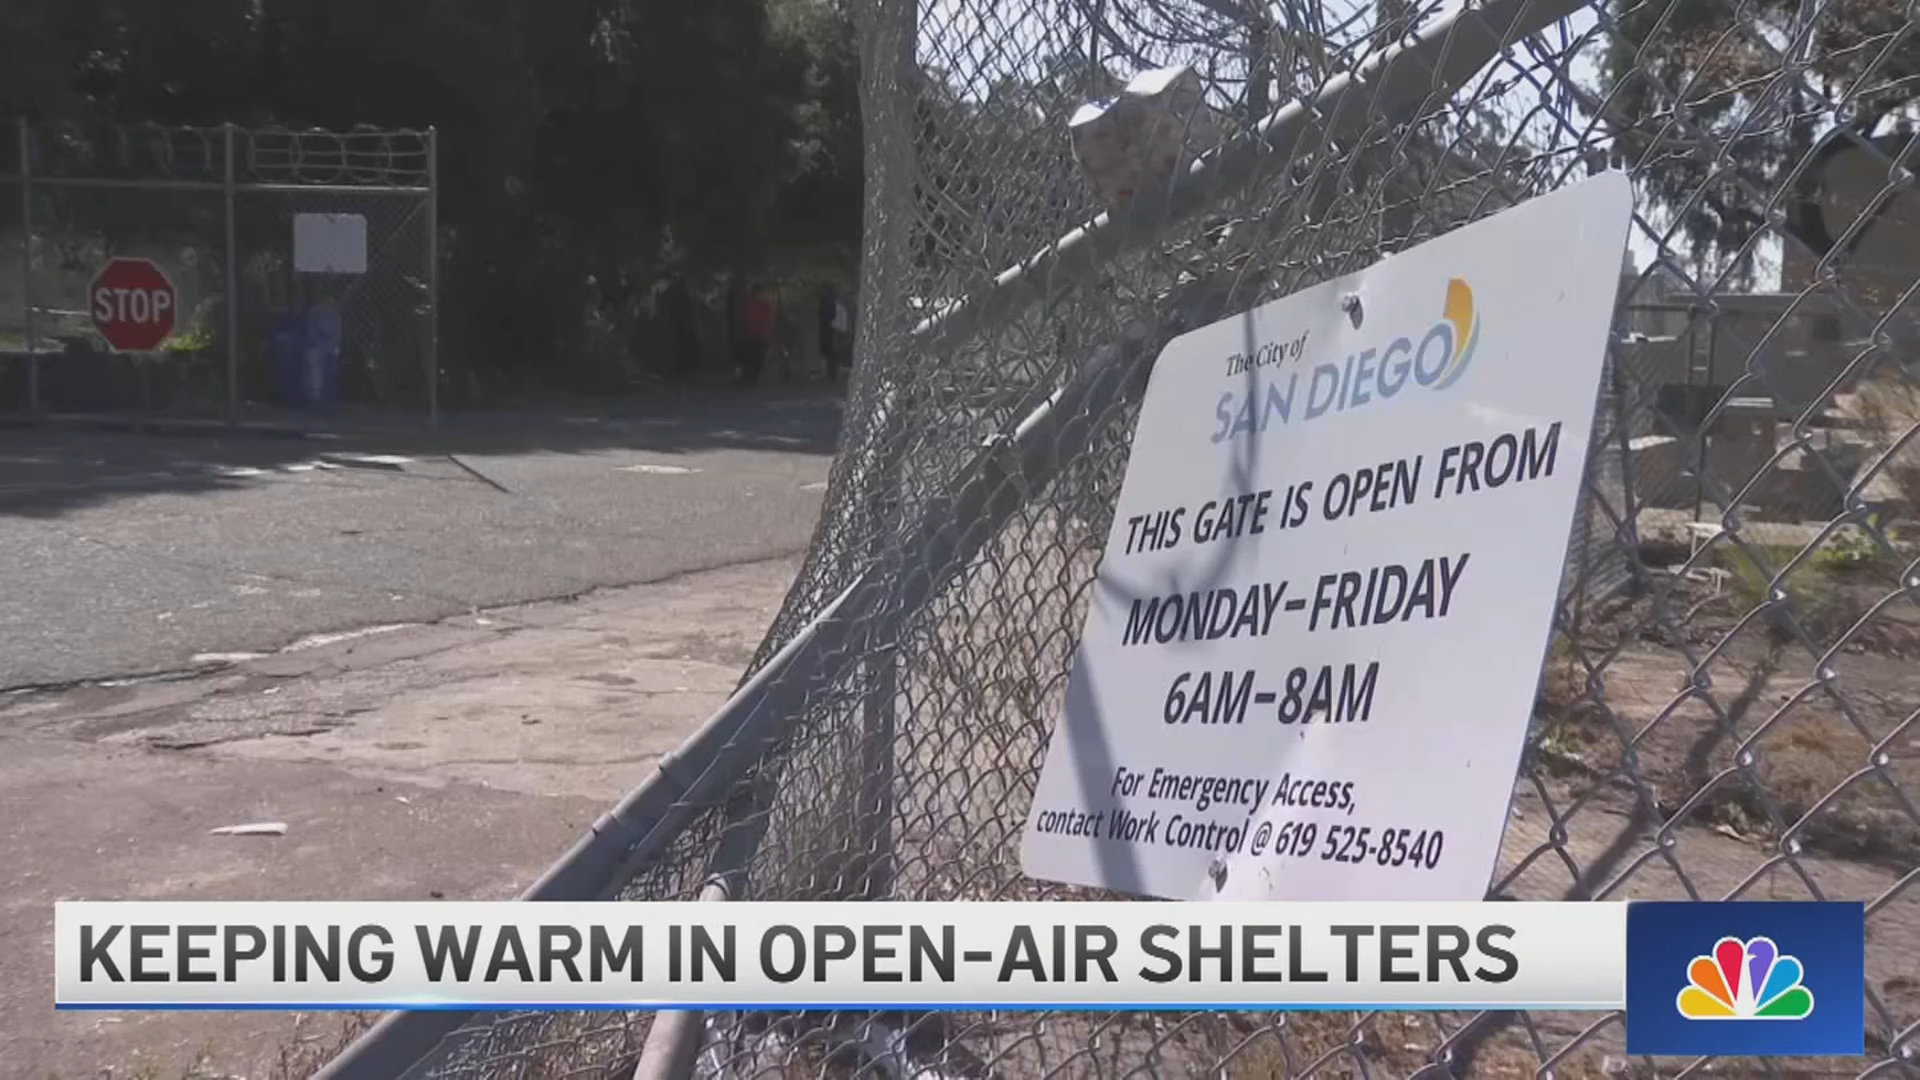 STOP
The City of
SAN DIEGO
THIS GATE IS OPEN FROM
MONDAY-FRIDAY
6AM-8AM
For Emergency Access,
contact Work Control @ 619 525-8540
KEEPING WARM IN OPEN-AIR SHELTERS